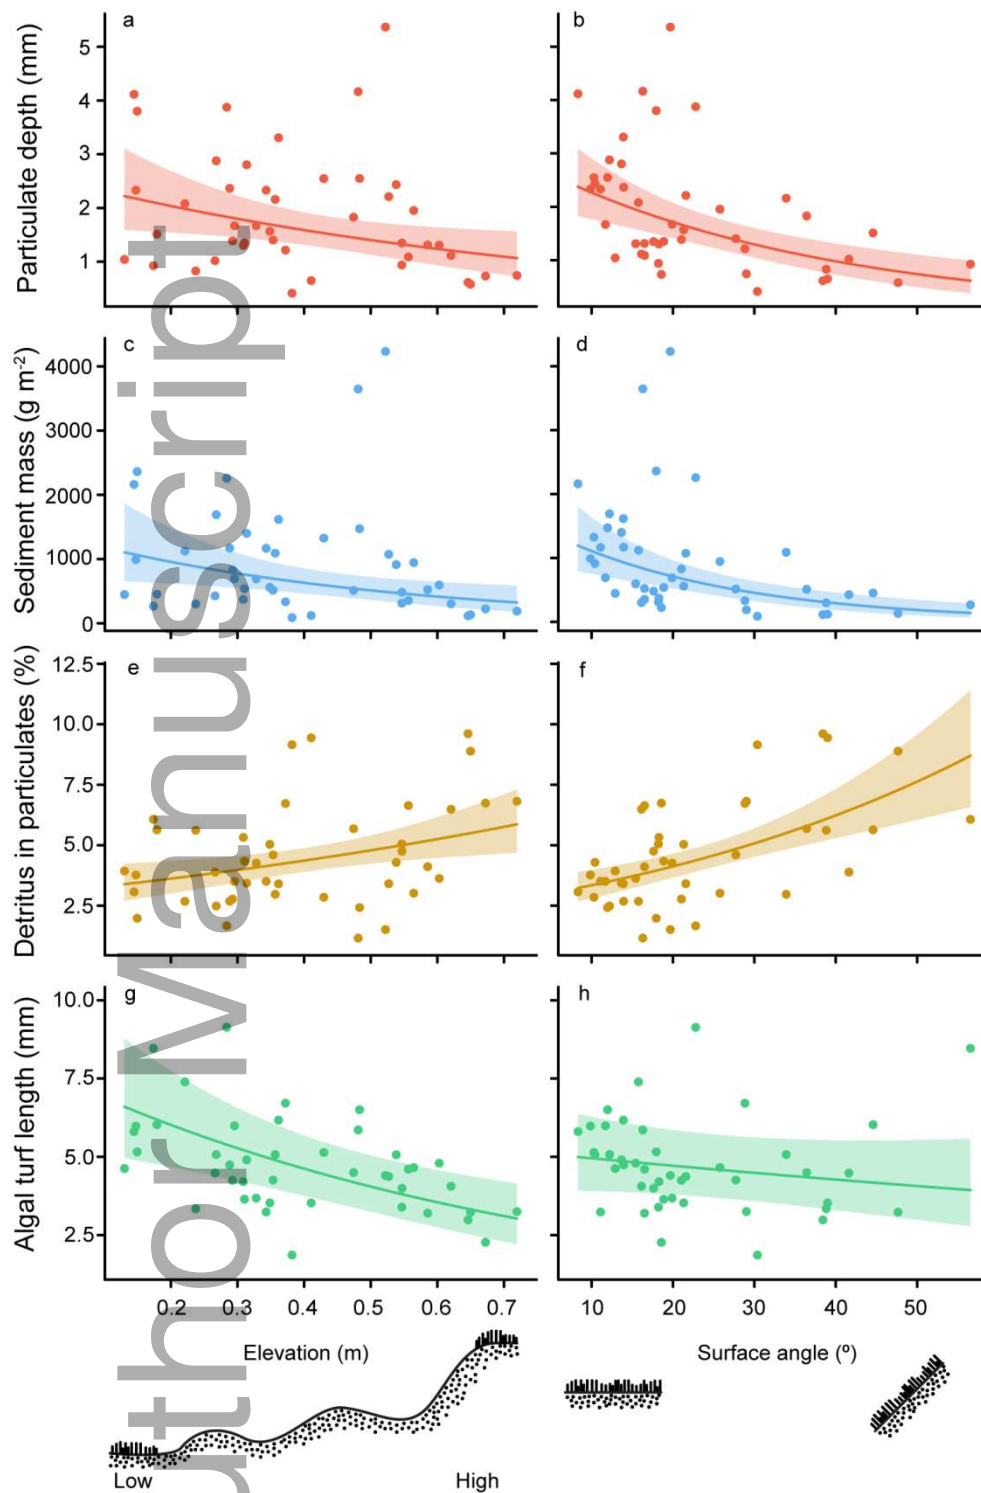 a
b
Particulate depth (mm)
5
4
3
2
1
c
d
Sediment mass (g m-2)
4000
3000
2000
1000
0
e
f
Detritus in particulates (%)
12.5
10.0
7.5
5.0
2.5
g
h
Algal turf length (mm)
10.0
7.5
5.0
2.5
0.2 0.3 0.4 0.5 0.6 0.7
10 20 30 40 50
Elevation (m)
Surface angle (º)
Low
High
uthor Manuscript